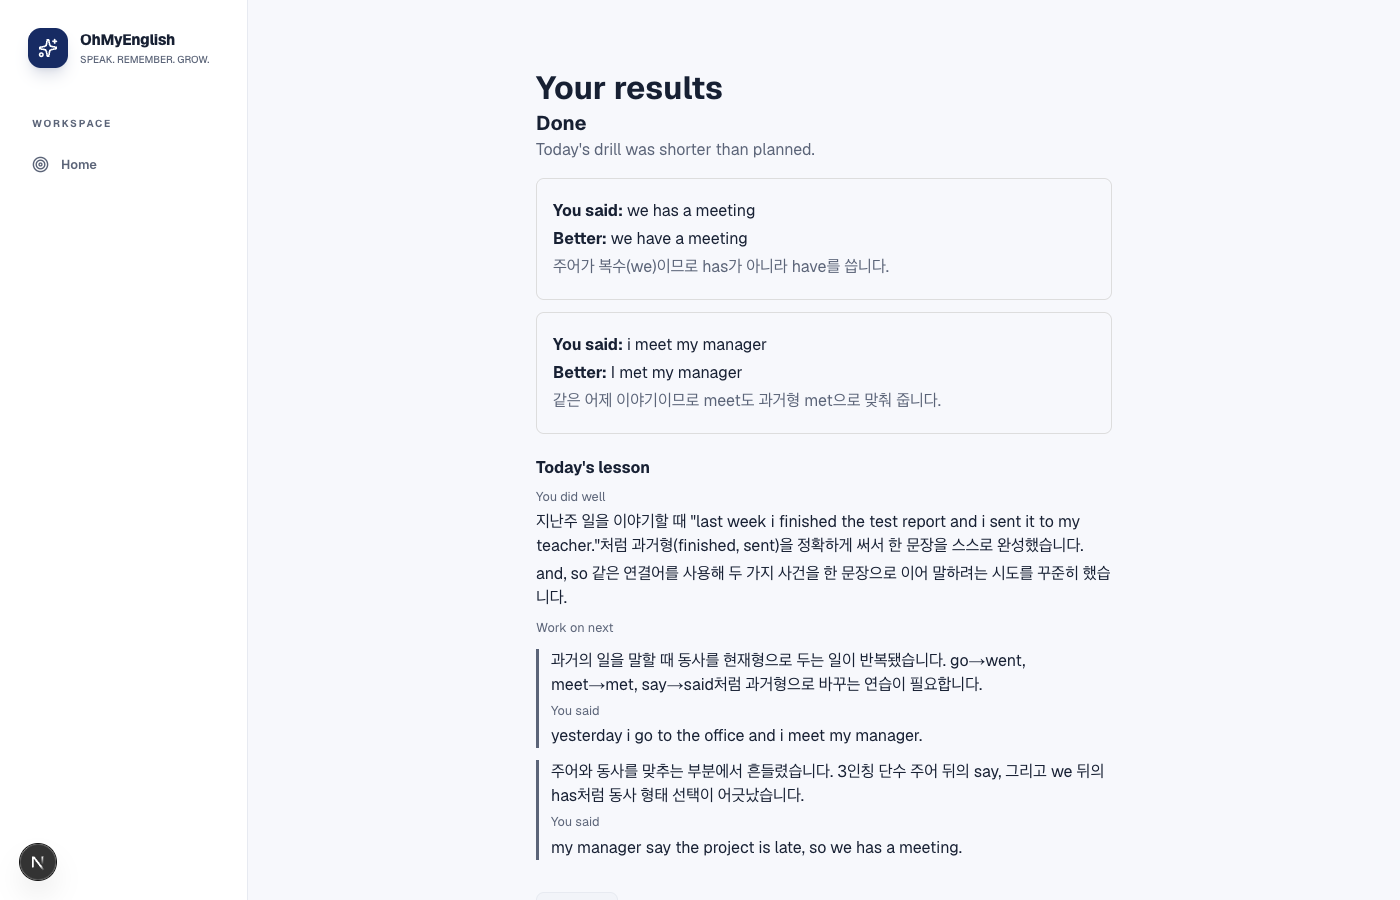 OhMyEnglish
SPEAK. REMEMBER. GROW.
WORKSPACE
Home
Your results
Done
Today's drill was shorter than planned.
You said: we has a meeting
Better: we have a meeting
주어가 복수(we)이므로 has가 아니라 have를 씁니다.
You said: i meet my manager
Better: I met my manager
같은 어제 이야기이므로 meet도 과거형 met으로 맞춰 줍니다.
Today's lesson
You did well
지난주 일을 이야기할 때 "last week i finished the test report and i sent it to my
teacher."처럼 과거형(finished, sent)을 정확하게 써서 한 문장을 스스로 완성했습니다.
and, so 같은 연결어를 사용해 두 가지 사건을 한 문장으로 이어 말하려는 시도를 꾸준히 했습
니다.
Work on next
과거의 일을 말할 때 동사를 현재형으로 두는 일이 반복됐습니다. go→went,
meet→met, say→said처럼 과거형으로 바꾸는 연습이 필요합니다.
You said
yesterday i go to the office and i meet my manager.
주어와 동사를 맞추는 부분에서 흔들렸습니다. 3인칭 단수 주어 뒤의 say, 그리고 we 뒤의
has처럼 동사 형태 선택이 어긋났습니다.
You said
my manager say the project is late, so we has a meeting.
N